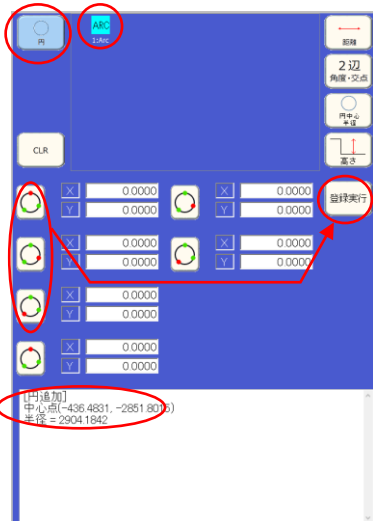 円
ARC
1:Arc
距離
2辺
角度・交点
円中心
半径
CLR
高さ
X 0.0000 X 0.0000
Y 0.0000 Y 0.0000
登録実行
X 0.0000 X 0.0000
Y 0.0000 Y 0.0000
X 0.0000
Y 0.0000
X 0.0000
Y 0.0000
[円追加]
中心点(-436.4831, -2851.8015)
半径 = 2904.1842